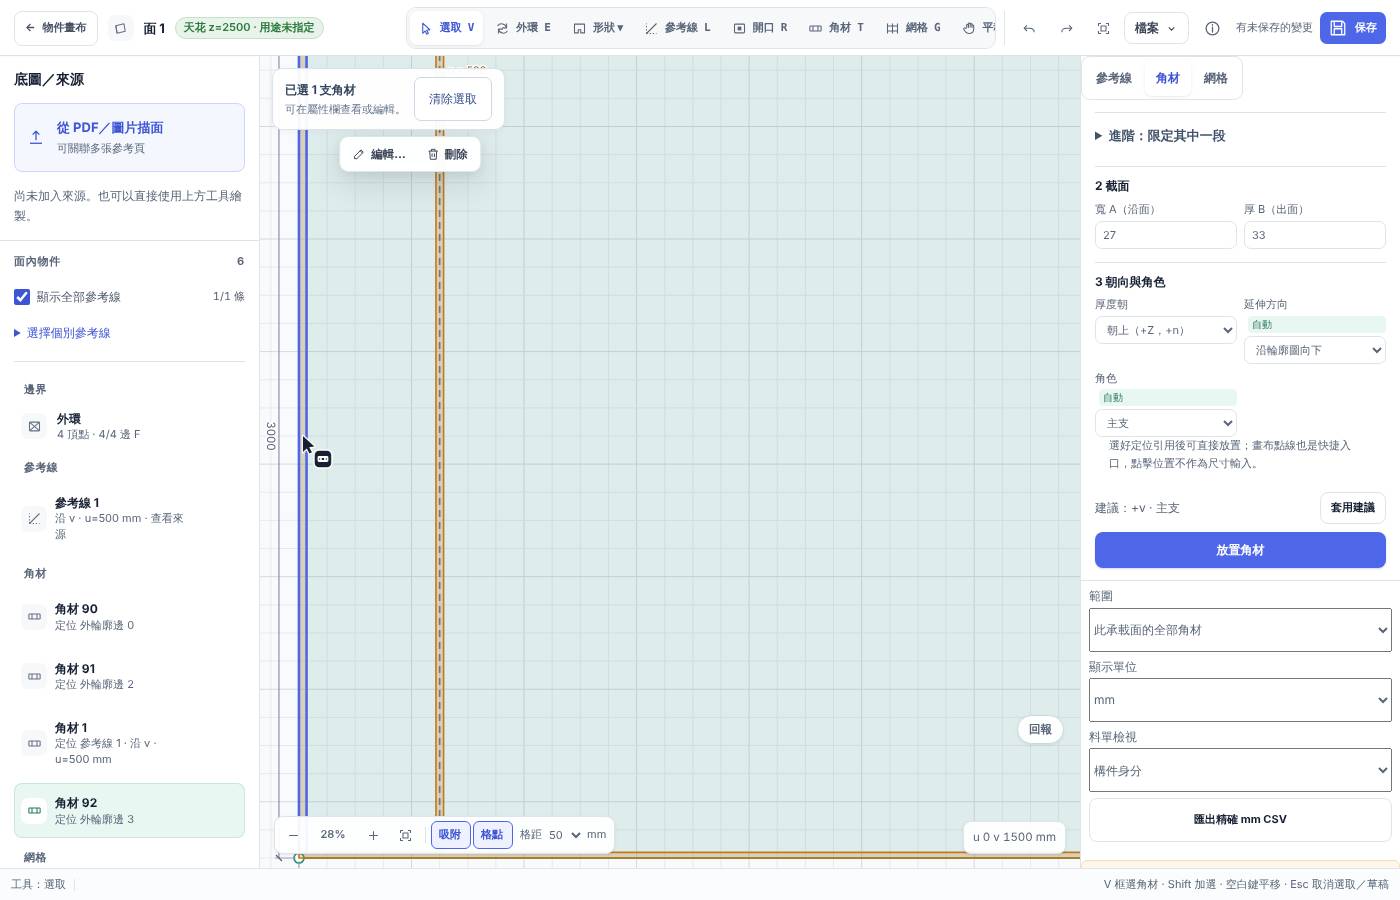 物件畫布
面 1
天花 z=2500 · 用途未指定
選取 V
外環 E
形狀▾
參考線 L
開口 R
角材 T
網格 G
檔案
有未保存的變更
保存
底圖／來源
從 PDF／圖片描面
可關聯多張參考頁
尚未加入來源。也可以直接使用上方工具繪
製。
面內物件
6
顯示全部參考線
1/1 條
選擇個別參考線
邊界
外環
4 頂點 · 4/4 邊 F
參考線
參考線 1
沿 v · u=500 mm · 查看來
源
角材
角材 90
定位 外輪廓邊 0
角材 91
定位 外輪廓邊 2
角材 1
定位 參考線 1 · 沿 v ·
u=500 mm
角材 92
定位 外輪廓邊 3
網格
已選 1 支角材
可在屬性欄查看或編輯。
清除選取
編輯...
刪除
3000
回報
28%
吸附
格點
格距
50
mm
u 0 v 1500 mm
參考線
角材
網格
進階：限定其中一段
2 截面
寬 A（沿面）
厚 B（出面）
27
33
3 朝向與角色
厚度朝
延伸方向
自動
朝上（+Z，+n）
沿輪廓圖向下
角色
自動
主支
選好定位引用後可直接放置；畫布點線也是快捷入
口，點擊位置不作為尺寸輸入。
建議：+v · 主支
套用建議
放置角材
範圍
此承載面的全部角材
顯示單位
mm
料單檢視
構件身分
匯出精確 mm CSV
工具：選取
V 框選角材 · Shift 加選 · 空白鍵平移 · Esc 取消選取／草稿